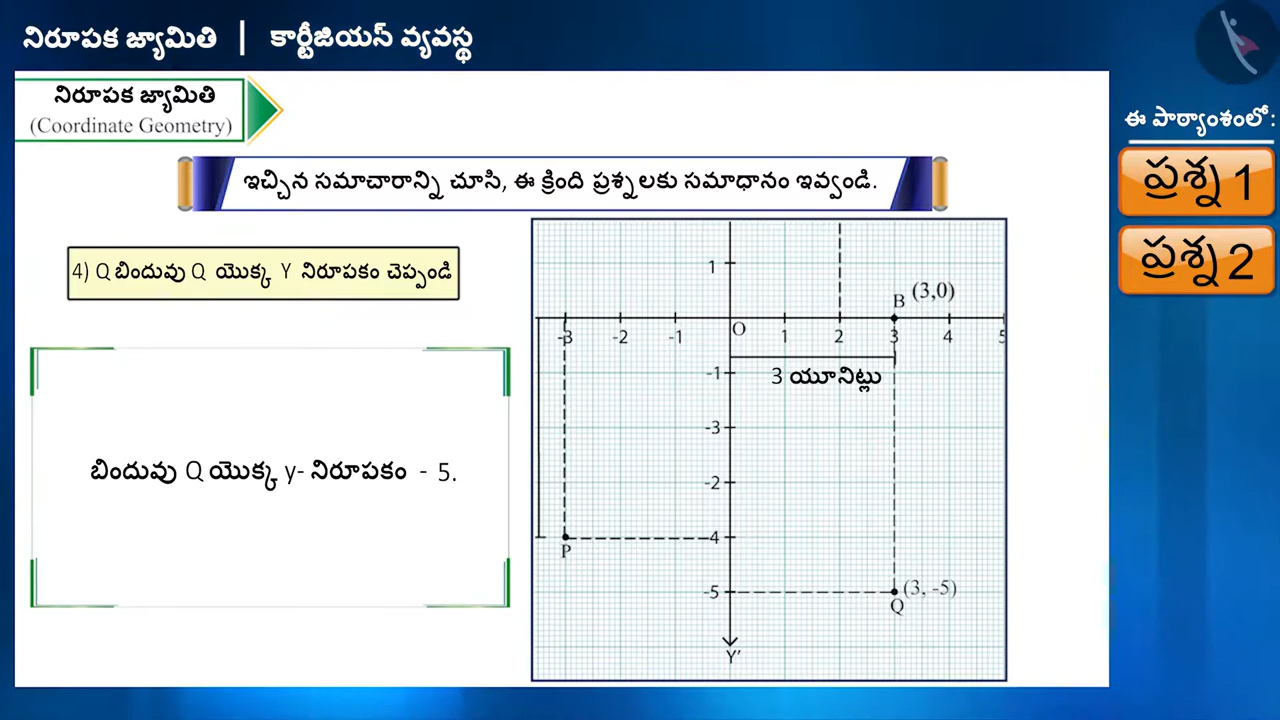 నిరూపక జ్యామితి | కార్టీజియన్ వ్యవస్థ
నిరూపక జ్యామితి
(Coordinate Geometry)
ఈ పాఠ్యాంశంలో:
ప్రశ్న 1
ప్రశ్న 2
ఇచ్చిన సమాచారాన్ని చూసి, ఈ క్రింది ప్రశ్నలకు సమాధానం ఇవ్వండి.
4) Q బిందువు Q యొక్క Y నిరూపకం చెప్పండి
బిందువు Q యొక్క y- నిరూపకం - 5.
1
B (3,0)
O
-3 -2 -1 1 2 3 4 5
-1
3 యూనిట్లు
-3
-2
-4
P
-5
(3, -5)
Q
Y'